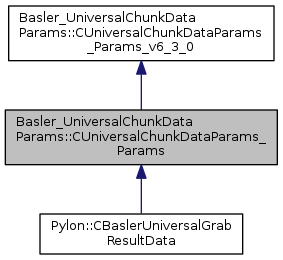 Basler_UniversalChunkData
Params::CUniversalChunkDataParams
_Params_v6_3_0
Basler_UniversalChunkData
Params::CUniversalChunkDataParams_
Params
Pylon::CBaslerUniversalGrab
ResultData